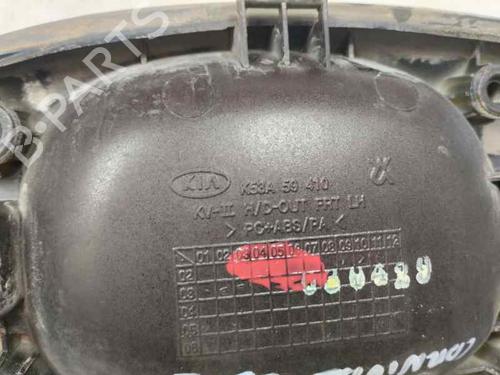 B-PARTS
KIA K53A 59 410
KV-II H/D-OUT FRT LH
> PC+ABS/PA <
01 02 03 04 05 06 07 08 09 10 11 12
02
03
04
05
06